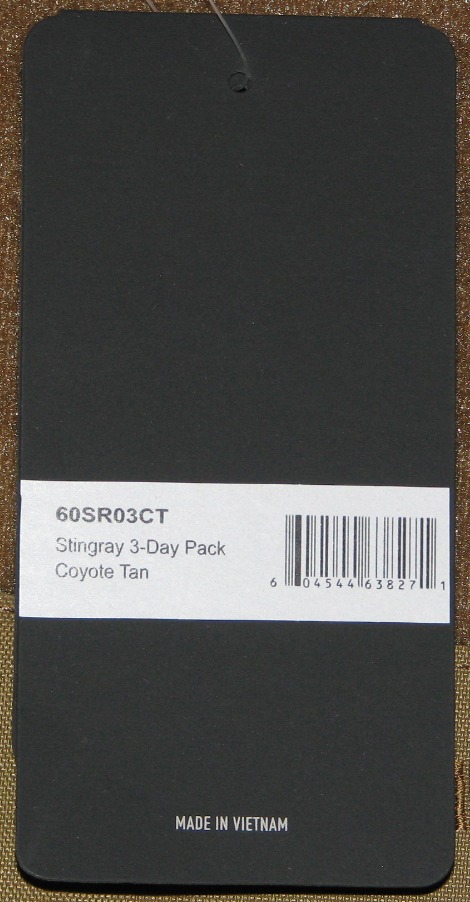 60SR03CT
Stingray 3-Day Pack
Coyote Tan
6 04544 63827 1
MADE IN VIETNAM